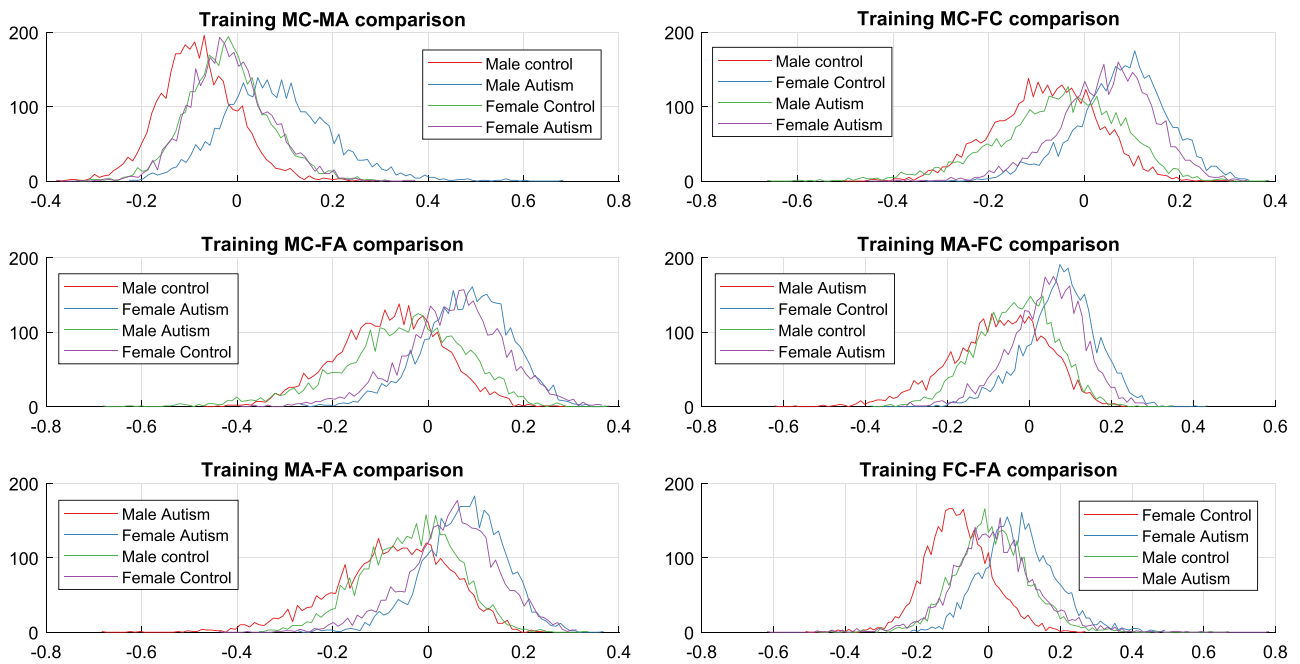 Training MC-MA comparison
200
100
0
-0.4 -0.2 0 0.2 0.4 0.6 0.8
Male control
Male Autism
Female Control
Female Autism
Training MC-FC comparison
200
100
0
-0.8 -0.6 -0.4 -0.2 0 0.2 0.4
Male control
Female Control
Male Autism
Female Autism
Training MC-FA comparison
200
100
0
-0.8 -0.6 -0.4 -0.2 0 0.2 0.4
Male control
Female Autism
Male Autism
Female Control
Training MA-FC comparison
200
100
0
-0.8 -0.6 -0.4 -0.2 0 0.2 0.4 0.6
Male Autism
Female Control
Male control
Female Autism
Training MA-FA comparison
200
100
0
-0.8 -0.6 -0.4 -0.2 0 0.2 0.4
Male Autism
Female Autism
Male control
Female Control
Training FC-FA comparison
200
100
0
-0.8 -0.6 -0.4 -0.2 0 0.2 0.4 0.6 0.8
Female Control
Female Autism
Male control
Male Autism